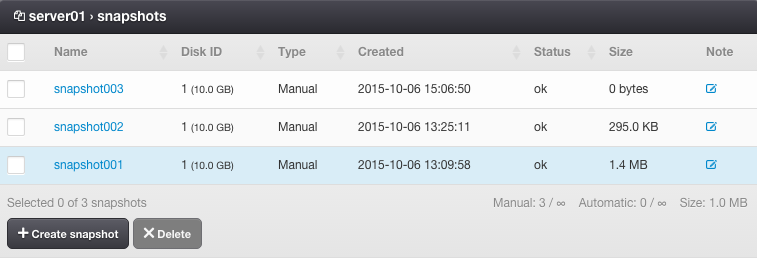 server01 › snapshots
Name Disk ID Type Created Status Size Note
snapshot003 1 (10.0 GB) Manual 2015-10-06 15:06:50 ok 0 bytes
snapshot002 1 (10.0 GB) Manual 2015-10-06 13:25:11 ok 295.0 KB
snapshot001 1 (10.0 GB) Manual 2015-10-06 13:09:58 ok 1.4 MB
Selected 0 of 3 snapshots Manual: 3 / ∞ Automatic: 0 / ∞ Size: 1.0 MB
Create snapshot Delete